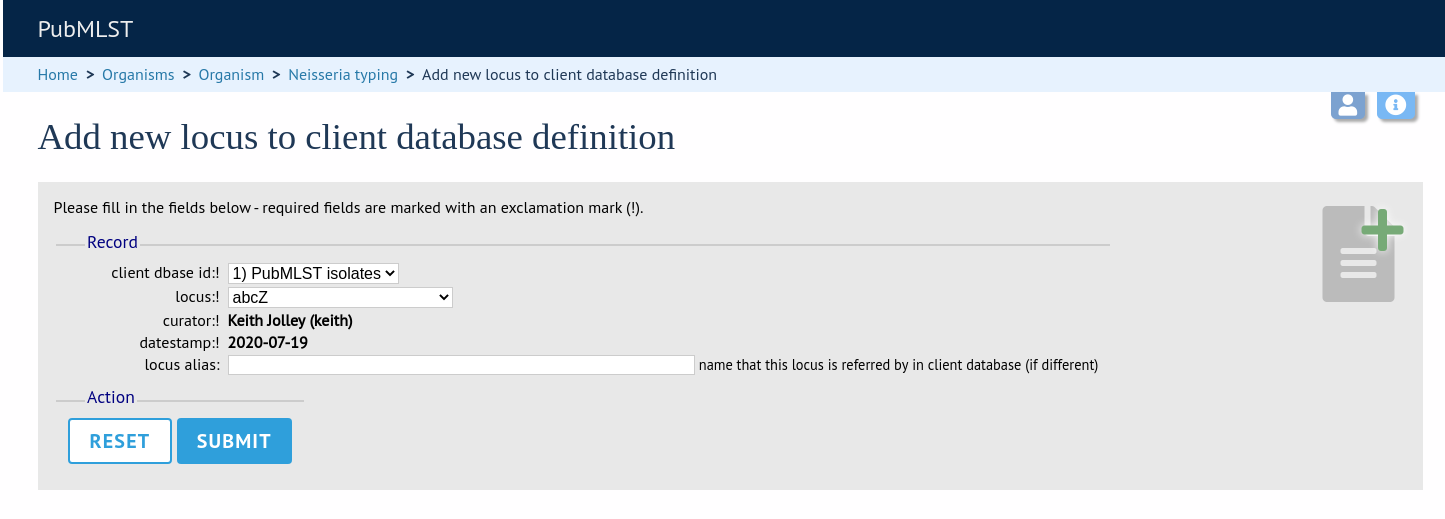 PubMLST
Home > Organisms > Organism > Neisseria typing > Add new locus to client database definition
Add new locus to client database definition
Please fill in the fields below - required fields are marked with an exclamation mark (!).
Record
client dbase id:! 1) PubMLST isolates
locus:! abcZ
curator:! Keith Jolley (keith)
datestamp:! 2020-07-19
locus alias: name that this locus is referred by in client database (if different)
Action
RESET SUBMIT